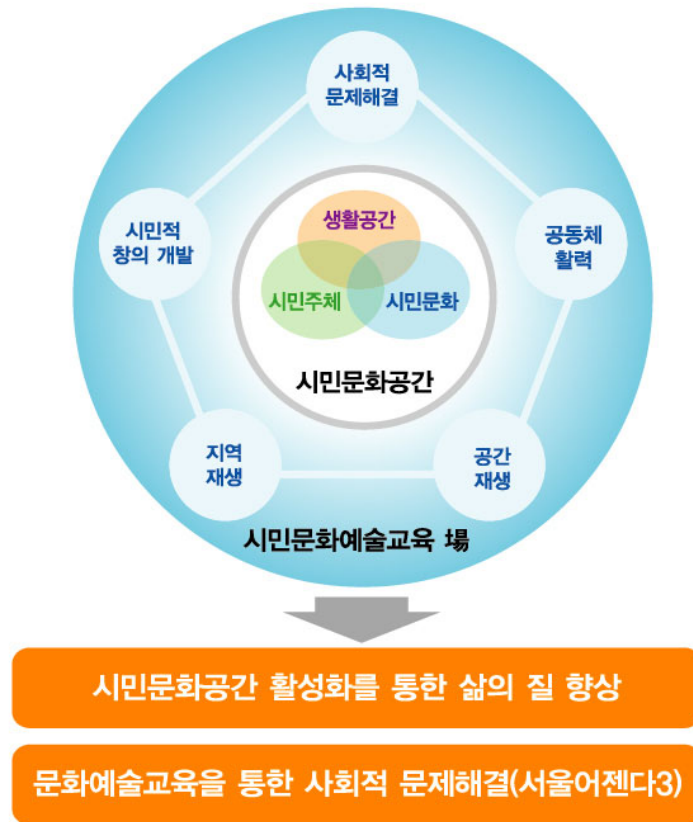 사회적
문제해결
시민적
창의 개발
공동체
활력
생활공간
시민주체
시민문화
시민문화공간
지역
재생
공간
재생
시민문화예술교육 場
시민문화공간 활성화를 통한 삶의 질 향상
문화예술교육을 통한 사회적 문제해결(서울어젠다3)